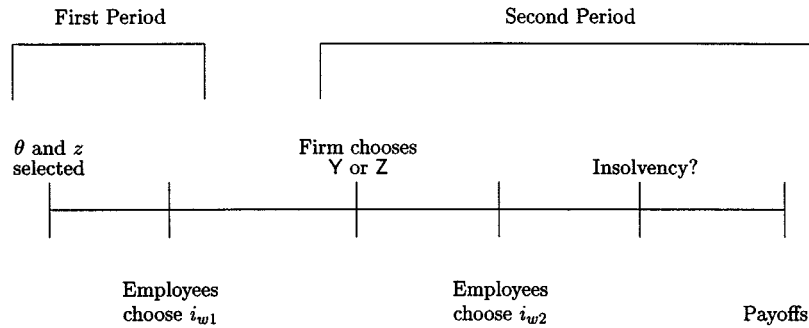 First Period
Second Period
θ and z
selected
Firm chooses
Y or Z
Insolvency?
Employees
choose i_{w1}
Employees
choose i_{w2}
Payoffs